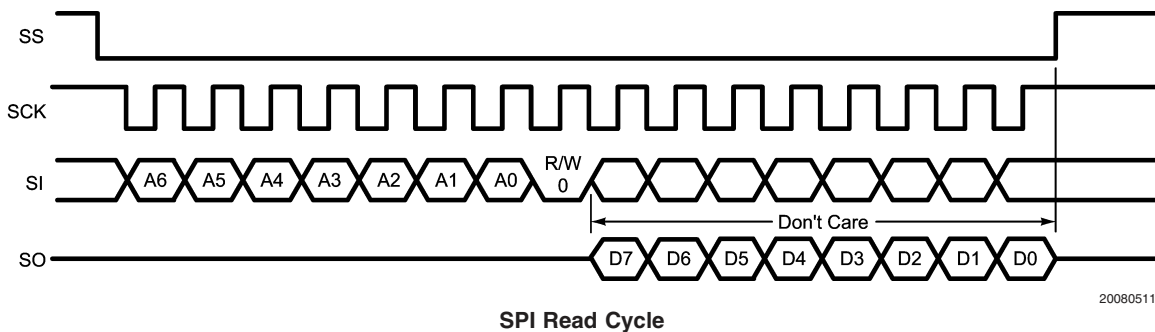 SS
SCK
SI A6 A5 A4 A3 A2 A1 A0 R/W 0
Don't Care
SO D7 D6 D5 D4 D3 D2 D1 D0
20080511
SPI Read Cycle